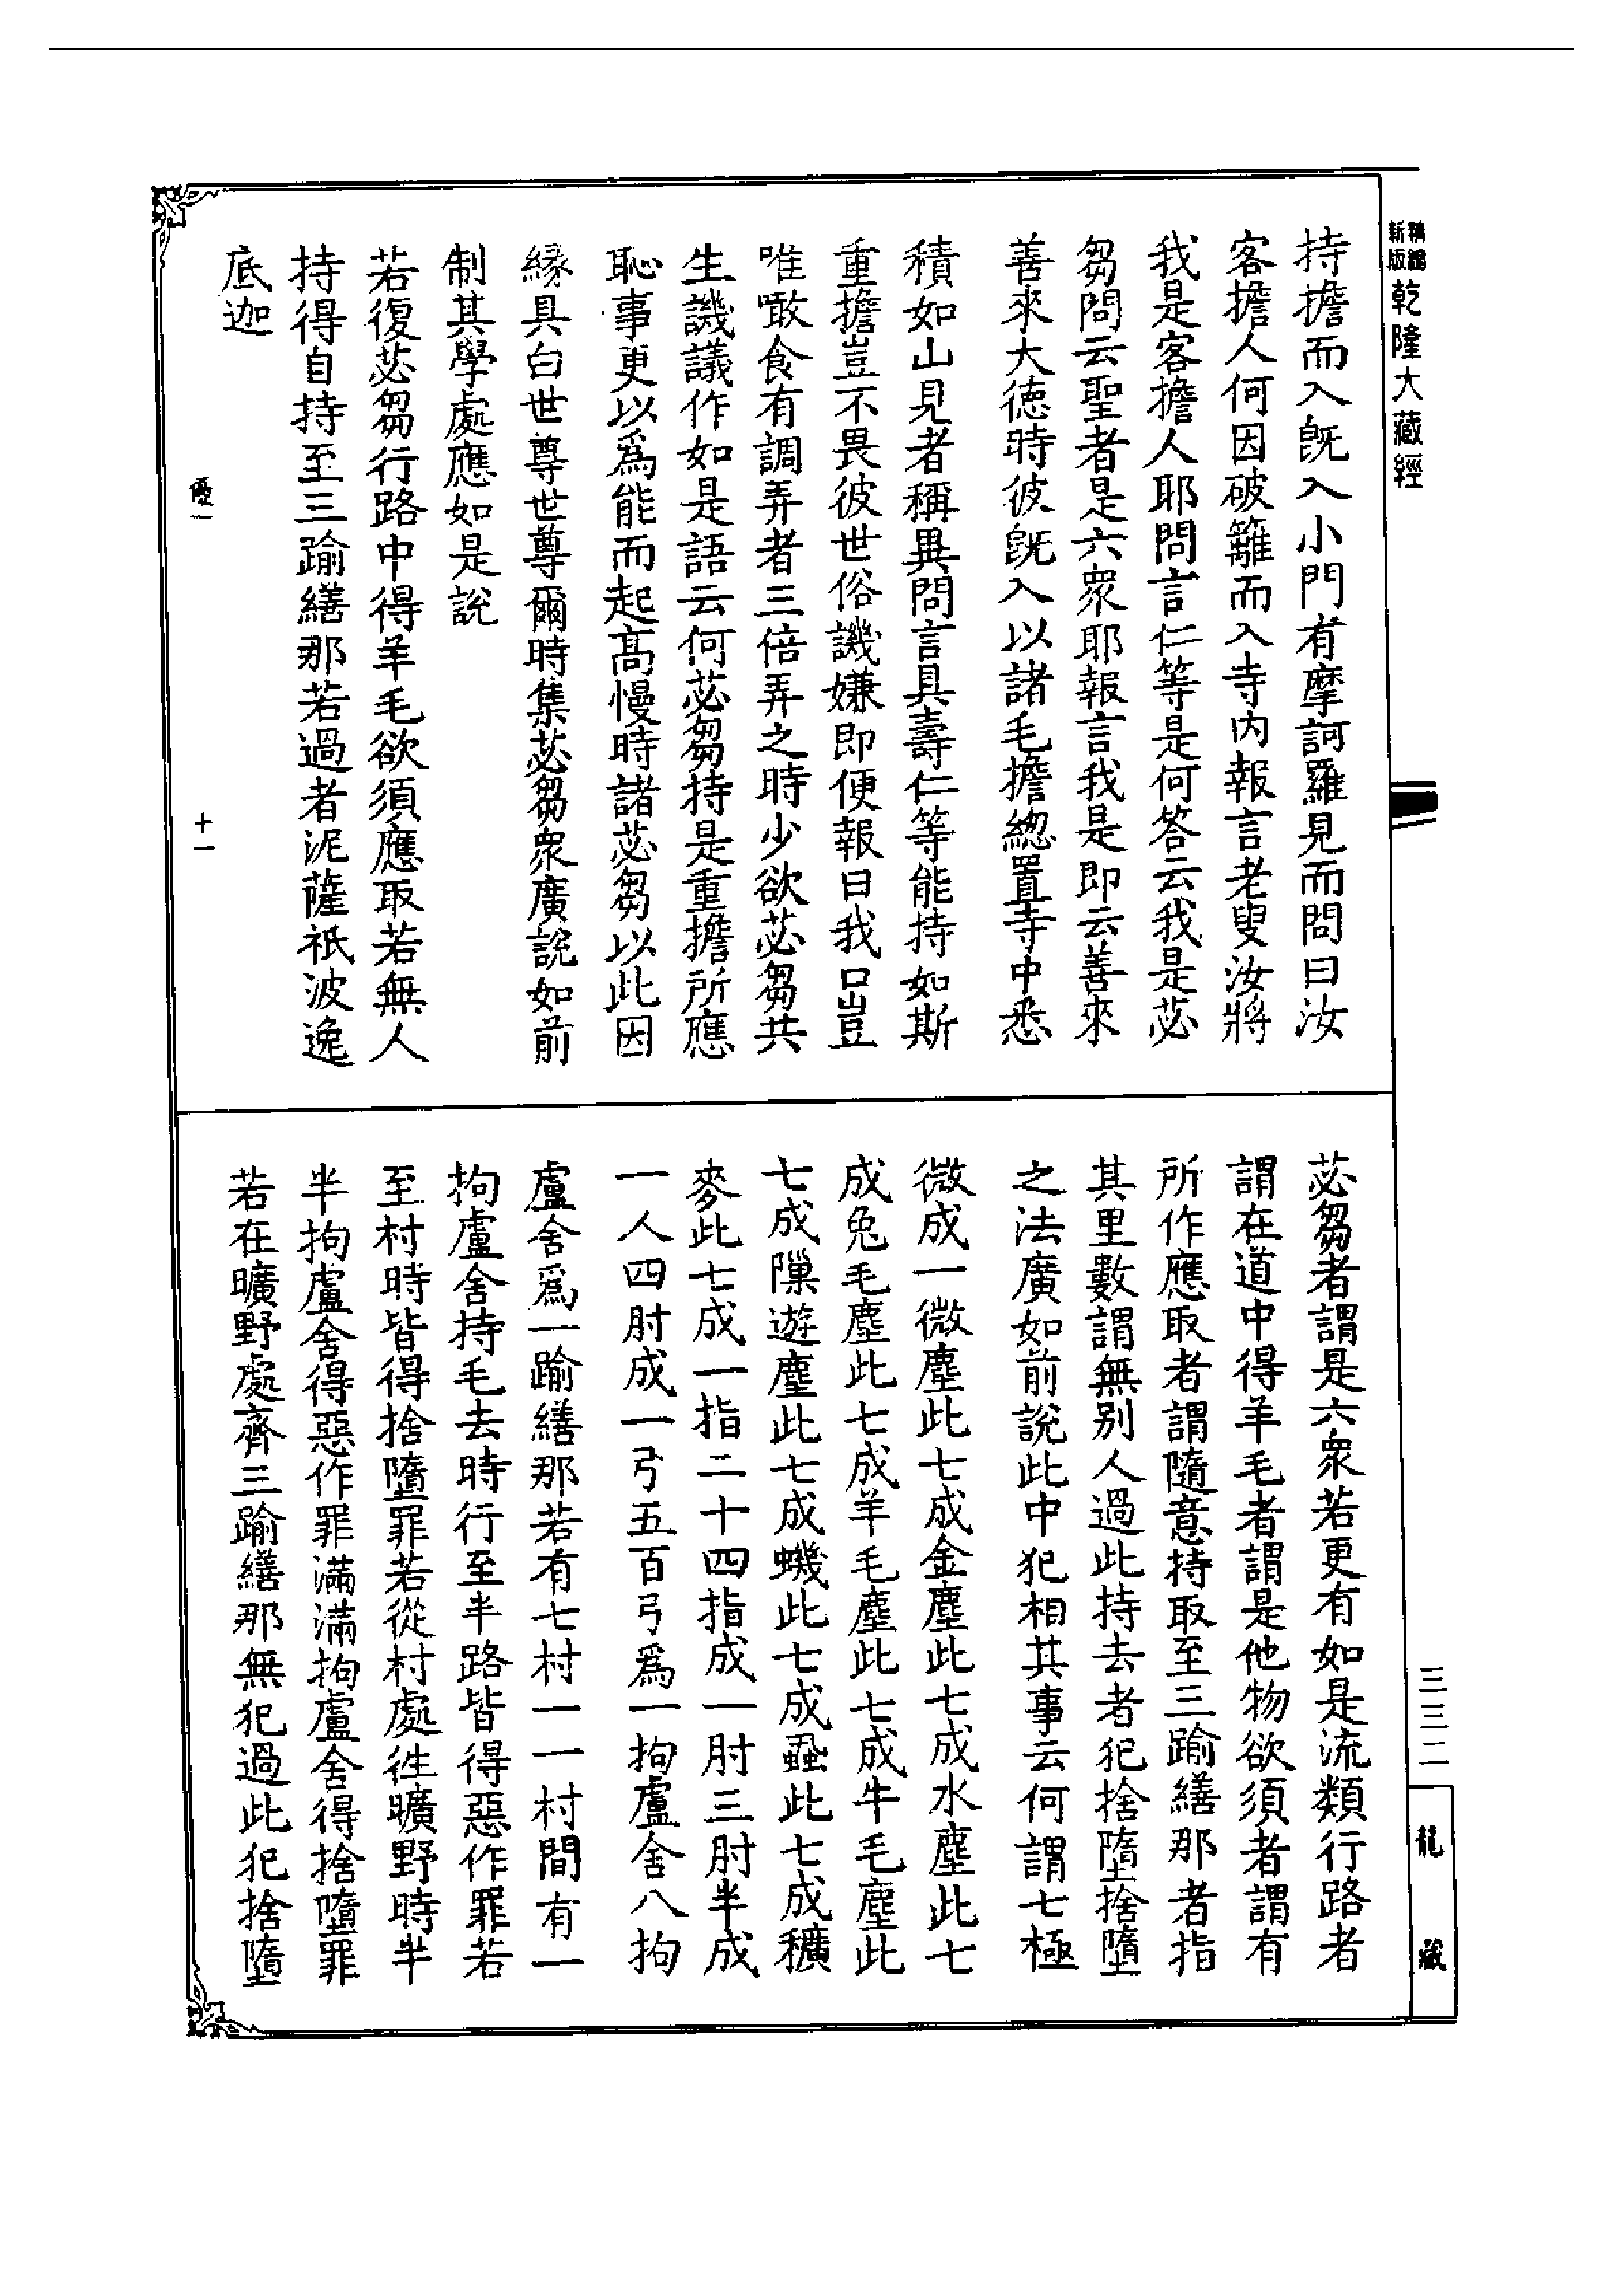 精縮新版乾隆大藏經
持擔而入旣入小門有摩訶羅見而問曰汝
客擔人何因破籬而入寺内報言老叟汝將
我是客擔人耶問言仁等是何答云我是苾
芻問云聖者是六衆耶報言我是即云善來
善來大德時彼旣入以諸毛擔總置寺中悉
積如山見者稱異問言具壽仁等能持如斯
重擔豈不畏彼世俗譏嫌即便報曰我口豈
唯噉食有調弄者三倍弄之時少欲苾芻共
生譏議作如是語云何苾芻持是重擔所應
恥事更以爲能而起高慢時諸苾芻以此因
緣具白世尊世尊爾時集苾芻衆廣說如前
制其學處應如是說
若復苾芻行路中得羊毛欲須應取若無人
持得自持至三踰繕那若過者泥薩祇波逸
底迦
優一
十一
苾芻者謂是六衆若更有如是流類行路者
謂在道中得羊毛者謂是他物欲須者謂有
所作應取者謂隨意持取至三踰繕那者指
其里數謂無别人過此持去者犯捨墮捨墮
之法廣如前說此中犯相其事云何謂七極
微成一微塵此七成金塵此七成水塵此七
成兔毛塵此七成羊毛塵此七成牛毛塵此
七成隙遊塵此七成蟣此七成蝨此七成穬
麥此七成一指二十四指成一肘三肘半成
一人四肘成一弓五百弓爲一拘盧舍八拘
盧舍爲一踰繕那若有七村一一村間有一
拘盧舍持毛去時行至半路皆得惡作罪若
至村時皆得捨墮罪若從村處往曠野時半
半拘盧舍得惡作罪滿滿拘盧舍得捨墮罪
若在曠野處齊三踰繕那無犯過此犯捨墮
三三二
龍藏